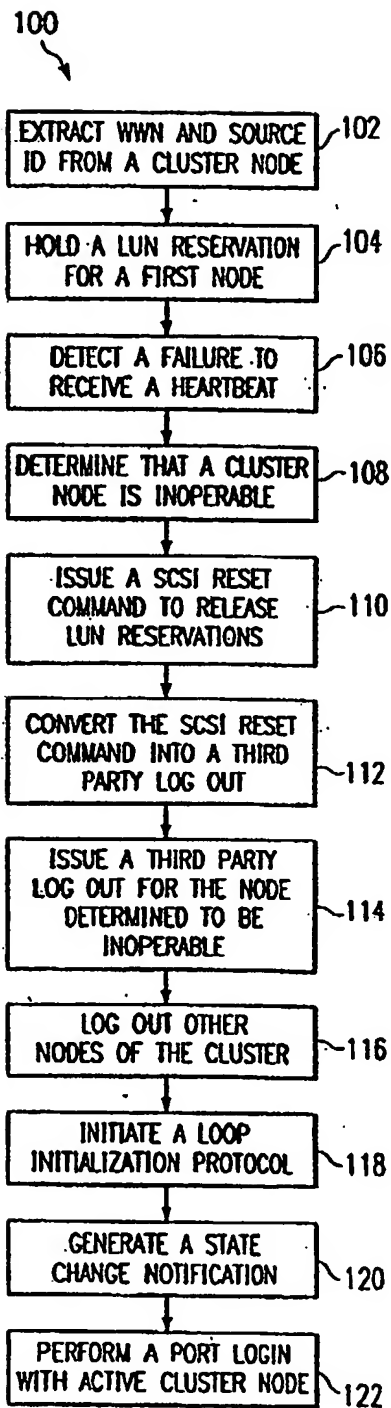 100
EXTRACT WWN AND SOURCE
ID FROM A CLUSTER NODE
102
HOLD A LUN RESERVATION
FOR A FIRST NODE
104
DETECT A FAILURE TO
RECEIVE A HEARTBEAT
106
DETERMINE THAT A CLUSTER
NODE IS INOPERABLE
108
ISSUE A SCSI RESET
COMMAND TO RELEASE
LUN RESERVATIONS
110
CONVERT THE SCSI RESET
COMMAND INTO A THIRD
PARTY LOG OUT
112
ISSUE A THIRD PARTY
LOG OUT FOR THE NODE
DETERMINED TO BE
INOPERABLE
114
LOG OUT OTHER
NODES OF THE CLUSTER
116
INITIATE A LOOP
INITIALIZATION PROTOCOL
118
GENERATE A STATE
CHANGE NOTIFICATION
120
PERFORM A PORT LOGIN
WITH ACTIVE CLUSTER NODE
122